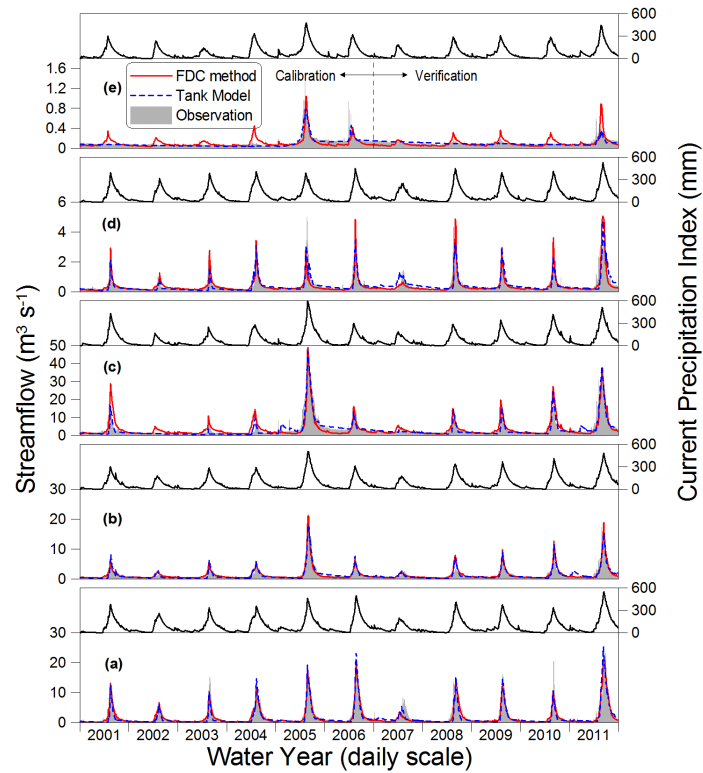 600
300
0
1.6
1.2
0.8
0.4
0
(e)
FDC method
Tank Model
Observation
Calibration
Verification
600
300
0
6
4
2
0
(d)
600
300
0
50
40
30
20
10
0
(c)
600
300
0
30
20
10
0
(b)
600
300
0
30
20
10
0
(a)
2001 2002 2003 2004 2005 2006 2007 2008 2009 2010 2011
Water Year (daily scale)
Streamflow (m³ s⁻¹)
Current Precipitation Index (mm)